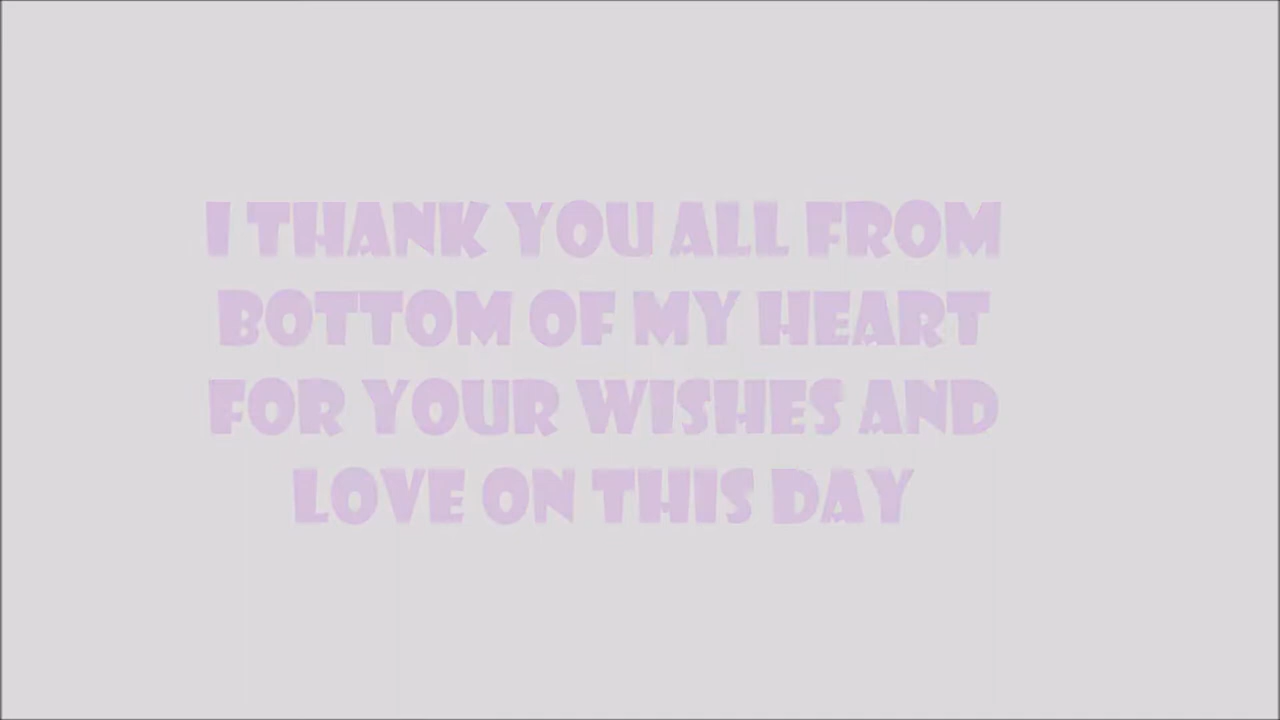 I THANK YOU ALL FROM
BOTTOM OF MY HEART
FOR YOUR WISHES AND
LOVE ON THIS DAY